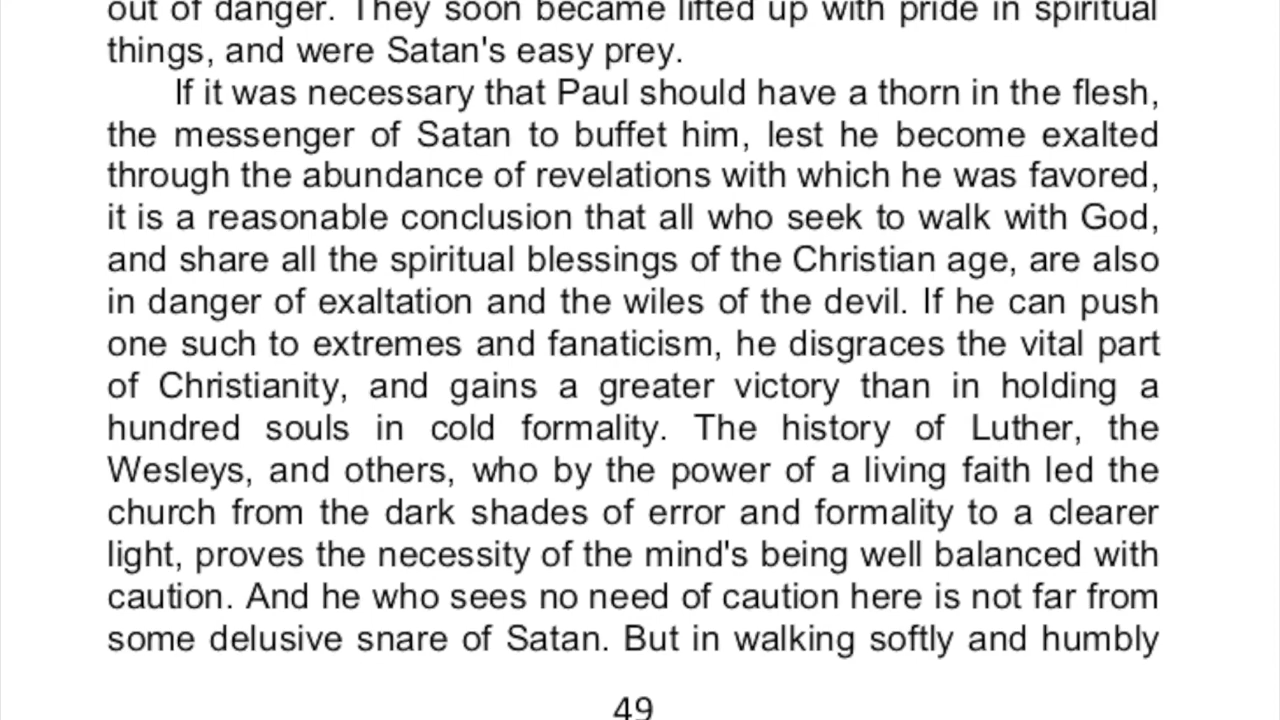 out of danger. They soon became lifted up with pride in spiritual
things, and were Satan's easy prey.
If it was necessary that Paul should have a thorn in the flesh,
the messenger of Satan to buffet him, lest he become exalted
through the abundance of revelations with which he was favored,
it is a reasonable conclusion that all who seek to walk with God,
and share all the spiritual blessings of the Christian age, are also
in danger of exaltation and the wiles of the devil. If he can push
one such to extremes and fanaticism, he disgraces the vital part
of Christianity, and gains a greater victory than in holding a
hundred souls in cold formality. The history of Luther, the
Wesleys, and others, who by the power of a living faith led the
church from the dark shades of error and formality to a clearer
light, proves the necessity of the mind's being well balanced with
caution. And he who sees no need of caution here is not far from
some delusive snare of Satan. But in walking softly and humbly
49